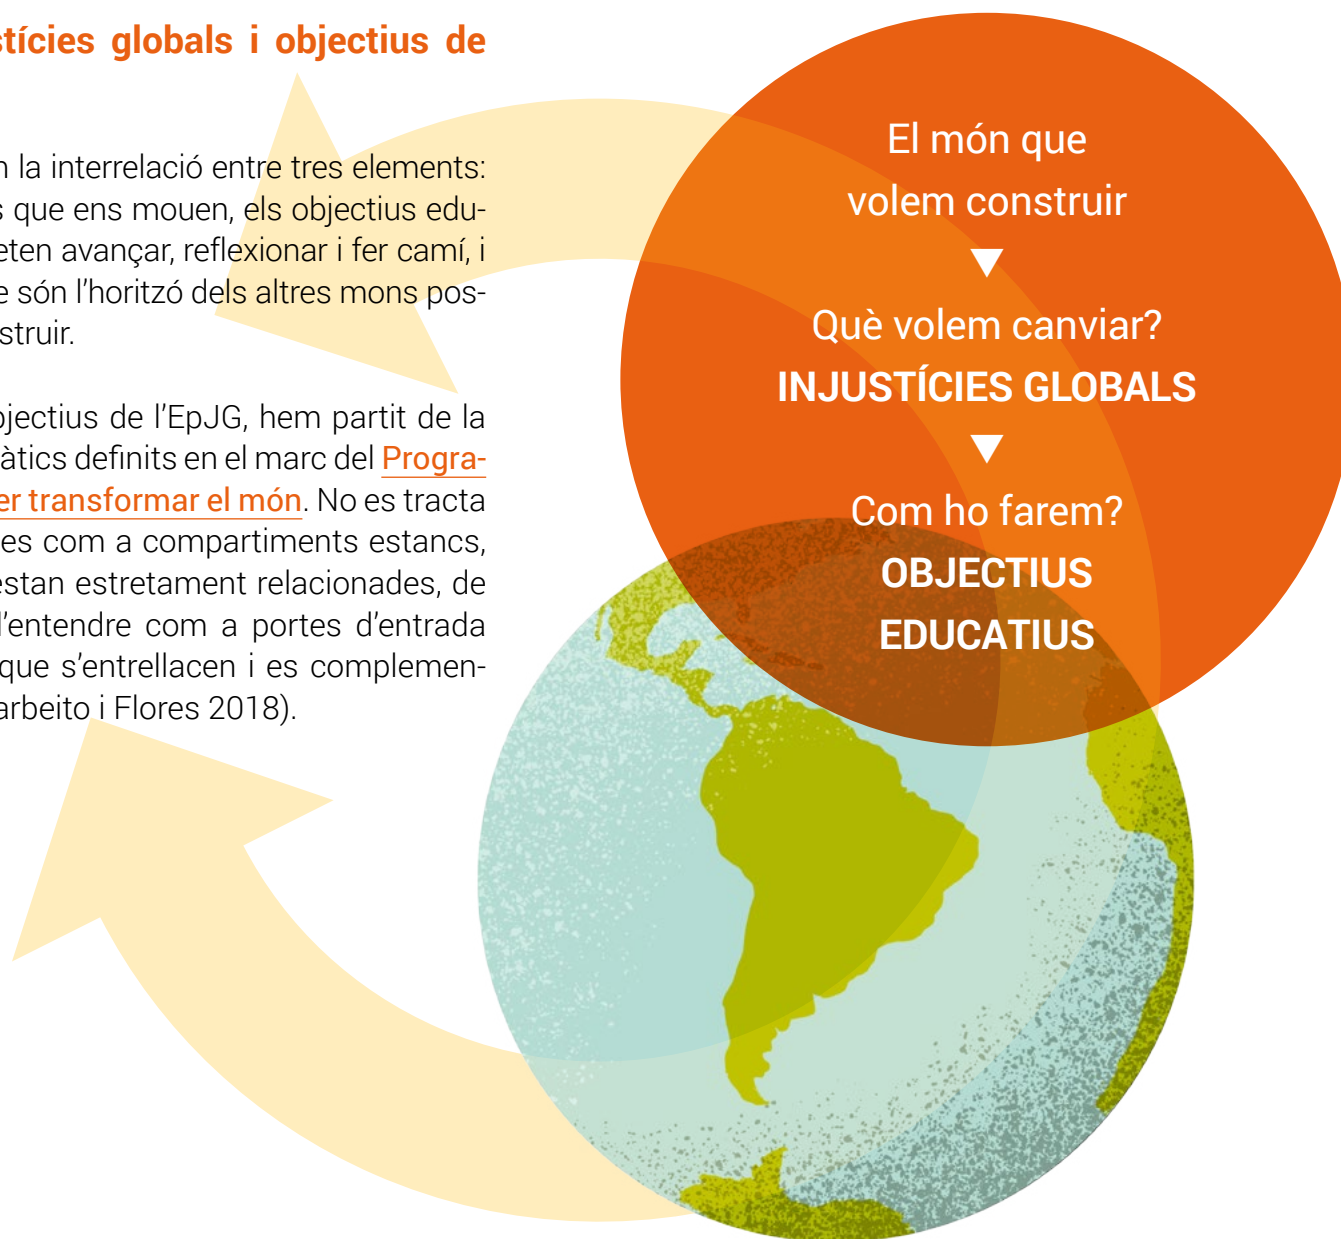 stícies globals i objectius de
n la interrelació entre tres elements:
s que ens mouen, els objectius edu-
eten avançar, reflexionar i fer camí, i
e són l'horitzó dels altres mons pos-
struir.
bjectius de l'EpJG, hem partit de la
àtics definits en el marc del Progra-
er transformar el món. No es tracta
es com a compartiments estancs,
estan estretament relacionades, de
l'entendre com a portes d'entrada
que s'entrellacen i es complemen-
arbeito i Flores 2018).
El món que
volem construir
Què volem canviar?
INJUSTÍCIES GLOBALS
Com ho farem?
OBJECTIUS
EDUCATIUS